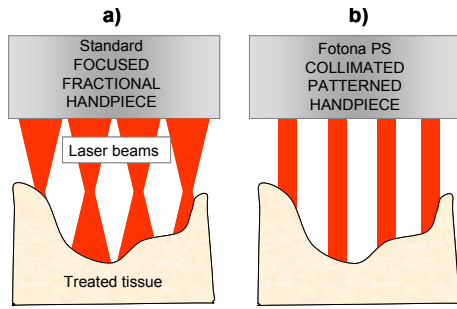 a)
Standard
FOCUSED
FRACTIONAL
HANDPIECE
Laser beams
Treated tissue
b)
Fotona PS
COLLIMATED
PATTERNED
HANDPIECE